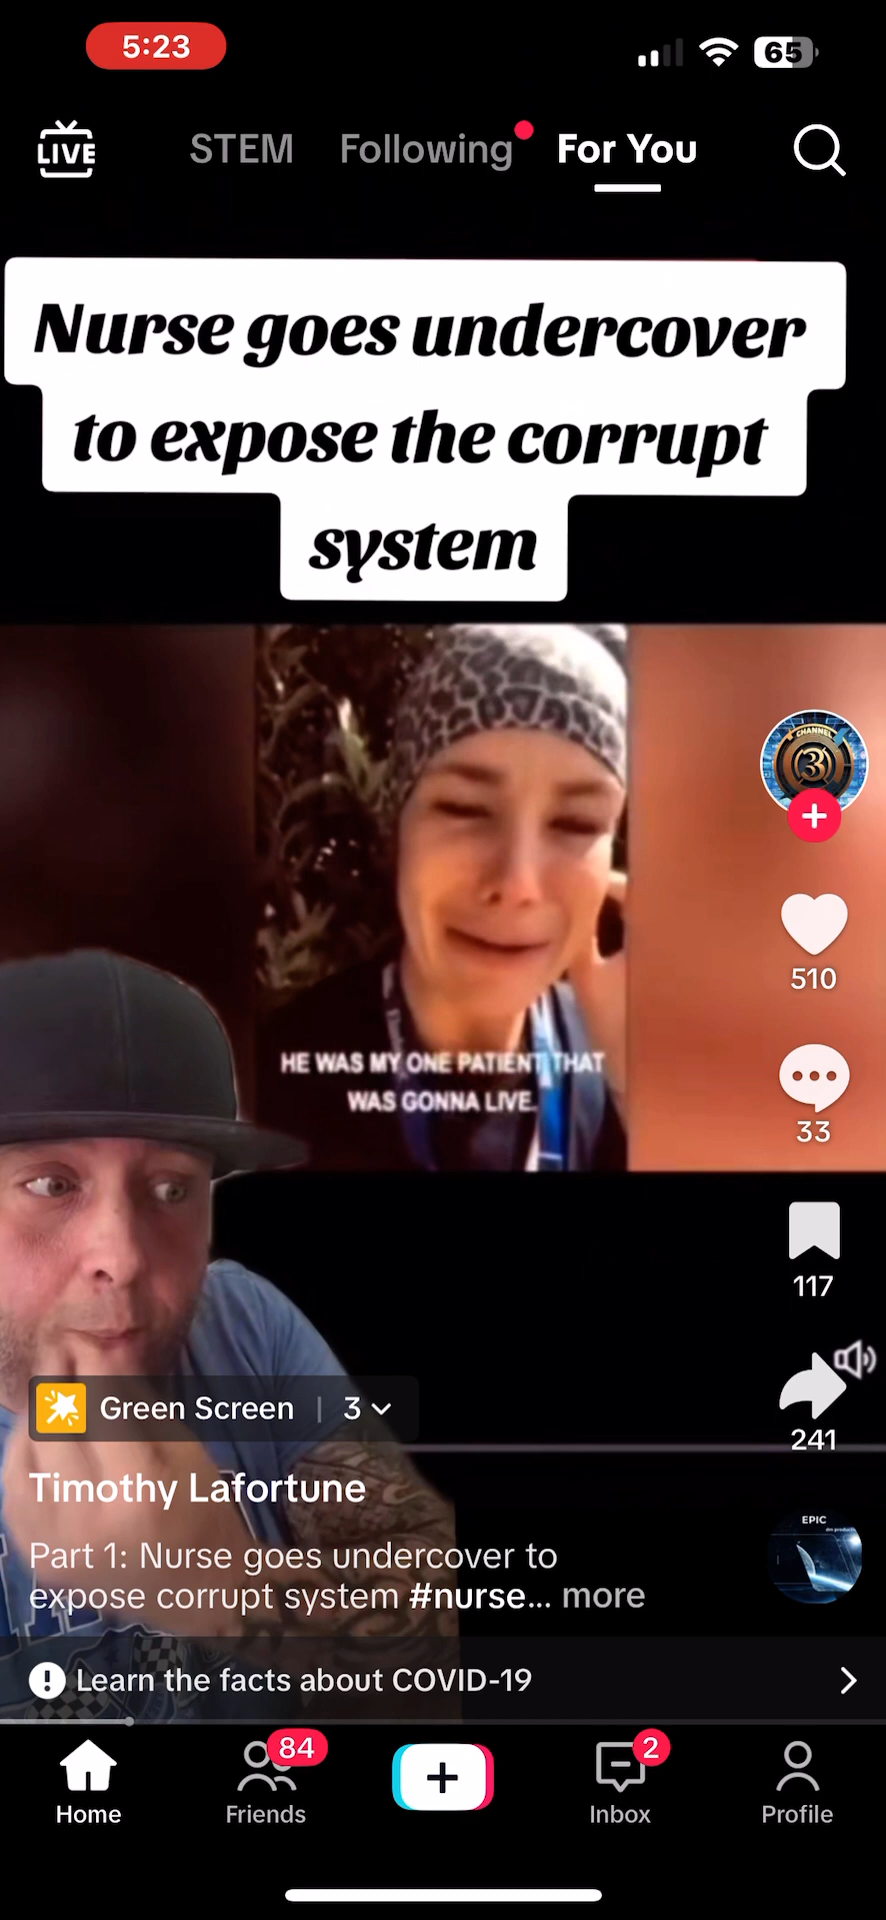 5:23
65
LIVE
STEM Following For You
Nurse goes undercover
to expose the corrupt
system
CHANNEL
3
510
HE WAS MY ONE PATIENT THAT
WAS GONNA LIVE.
33
117
Green Screen | 3
241
Timothy Lafortune
EPIC
Part 1: Nurse goes undercover to
expose corrupt system #nurse... more
Learn the facts about COVID-19
84
2
Home Friends Inbox Profile